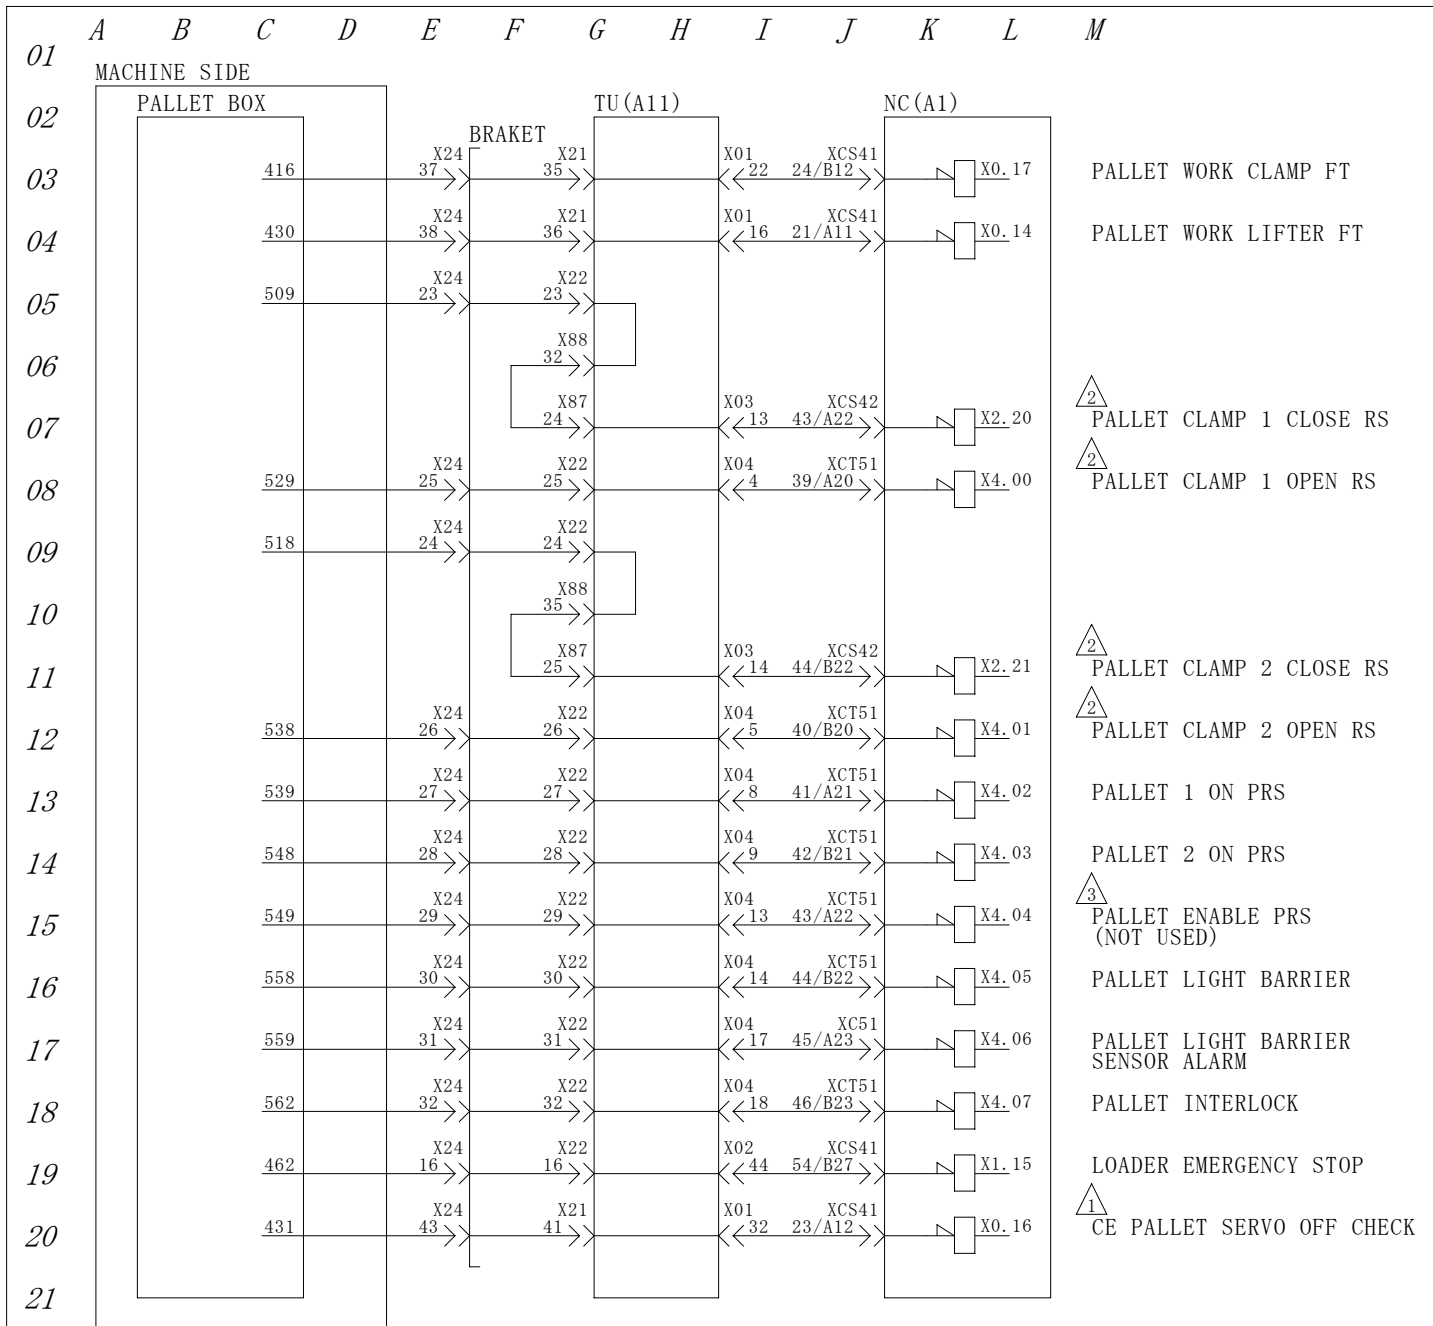 A B C D E F G H I J K L M
01
MACHINE SIDE
02 PALLET BOX TU(A11) NC(A1)
BRAKET
X24 X21 X01 XCS41
03 416 37 35 22 24/B12 X0.17 PALLET WORK CLAMP FT
X24 X21 X01 XCS41
04 430 38 36 16 21/A11 X0.14 PALLET WORK LIFTER FT
X24 X22
05 509 23 23
X88
06 32
2
X87 X03 XCS42
07 24 13 43/A22 X2.20 PALLET CLAMP 1 CLOSE RS
2
X24 X22 X04 XCT51
08 529 25 25 4 39/A20 X4.00 PALLET CLAMP 1 OPEN RS
X24 X22
09 518 24 24
X88
10 35
2
X87 X03 XCS42
11 25 14 44/B22 X2.21 PALLET CLAMP 2 CLOSE RS
2
X24 X22 X04 XCT51
12 538 26 26 5 40/B20 X4.01 PALLET CLAMP 2 OPEN RS
X24 X22 X04 XCT51
13 539 27 27 8 41/A21 X4.02 PALLET 1 ON PRS
X24 X22 X04 XCT51
14 548 28 28 9 42/B21 X4.03 PALLET 2 ON PRS
3
X24 X22 X04 XCT51
15 549 29 29 13 43/A22 X4.04 PALLET ENABLE PRS
(NOT USED)
X24 X22 X04 XCT51
16 558 30 30 14 44/B22 X4.05 PALLET LIGHT BARRIER
X24 X22 X04 XC51
17 559 31 31 17 45/A23 X4.06 PALLET LIGHT BARRIER
SENSOR ALARM
X24 X22 X04 XCT51
18 562 32 32 18 46/B23 X4.07 PALLET INTERLOCK
X24 X22 X02 XCS41
19 462 16 16 44 54/B27 X1.15 LOADER EMERGENCY STOP
1
X24 X21 X01 XCS41
20 431 43 41 32 23/A12 X0.16 CE PALLET SERVO OFF CHECK
21